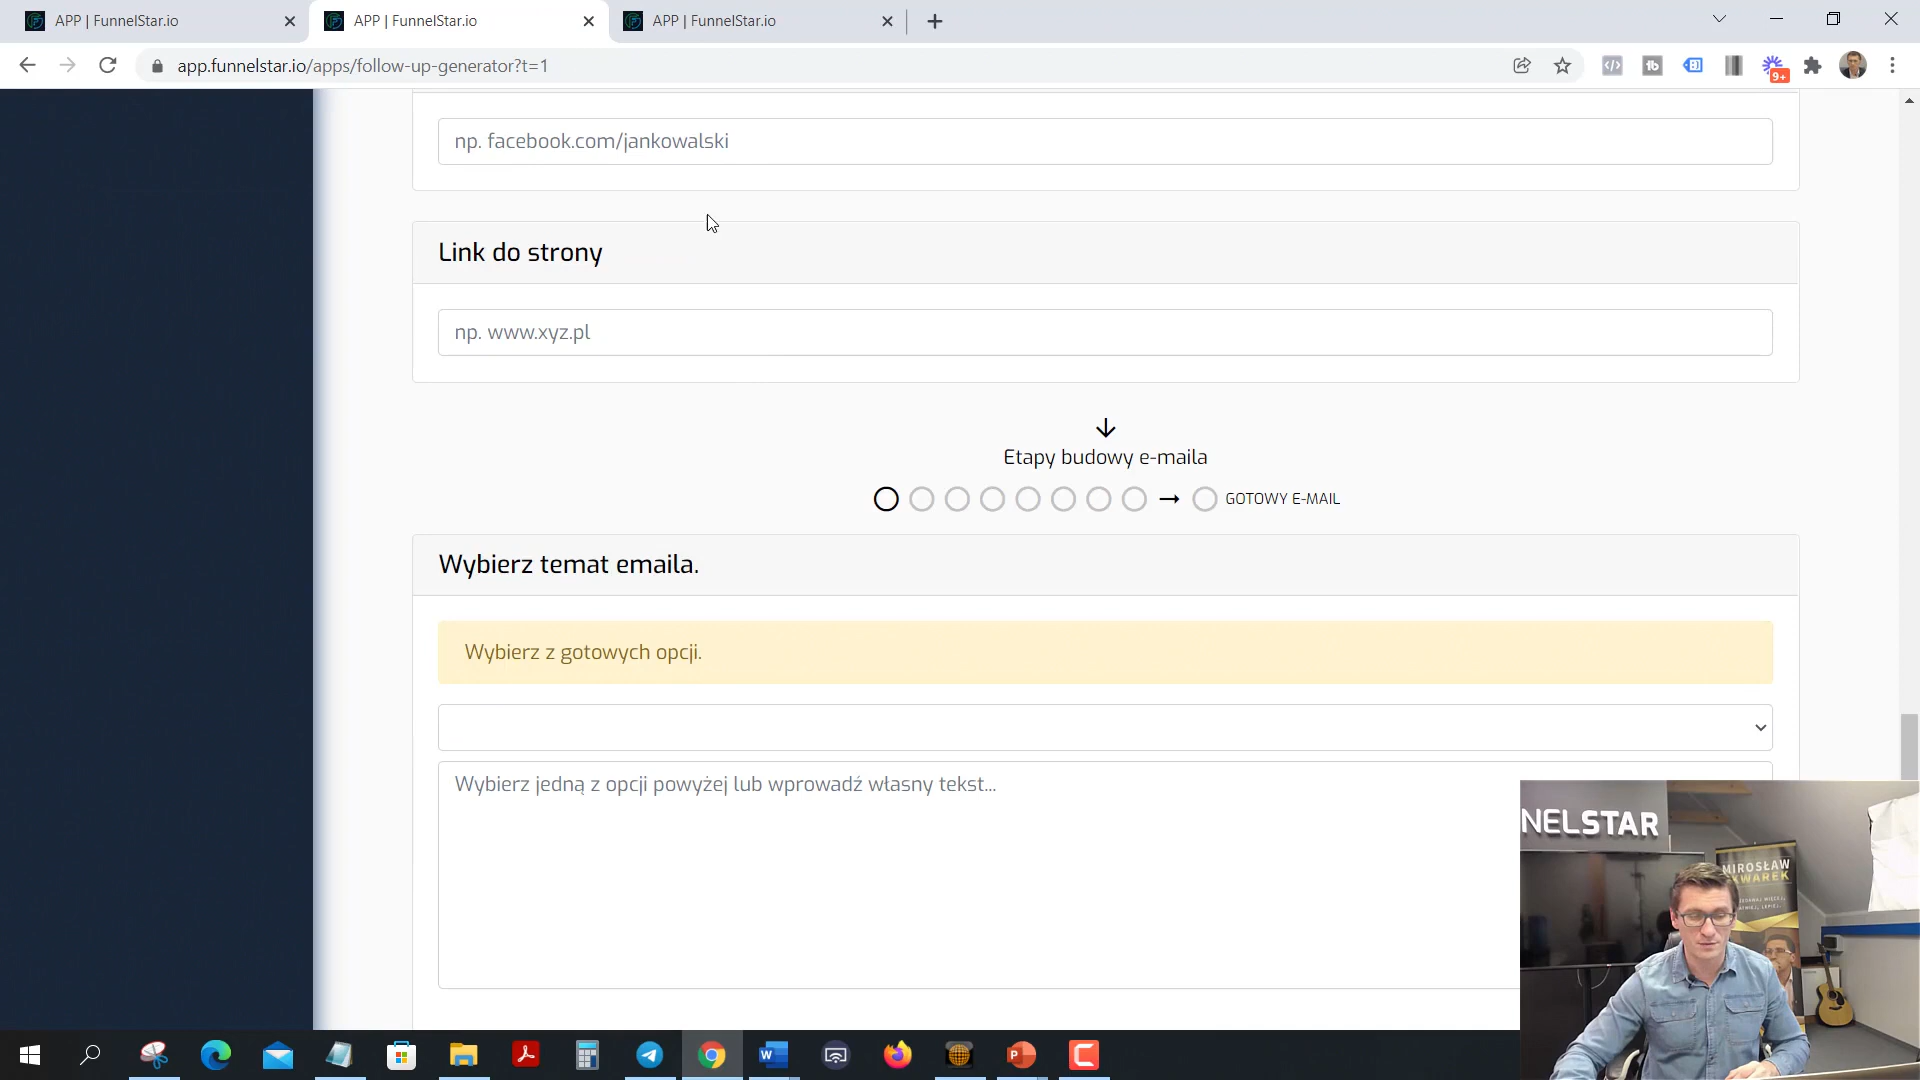 APP | FunnelStar.io
APP | FunnelStar.io
APP | FunnelStar.io
app.funnelstar.io/apps/follow-up-generator?t=1
9+
np. facebook.com/jankowalski
Link do strony
np. www.xyz.pl
Etapy budowy e-maila
GOTOWY E-MAIL
Wybierz temat emaila.
Wybierz z gotowych opcji.
Wybierz jedną z opcji powyżej lub wprowadź własny tekst...
NELSTAR
MIROSŁAW